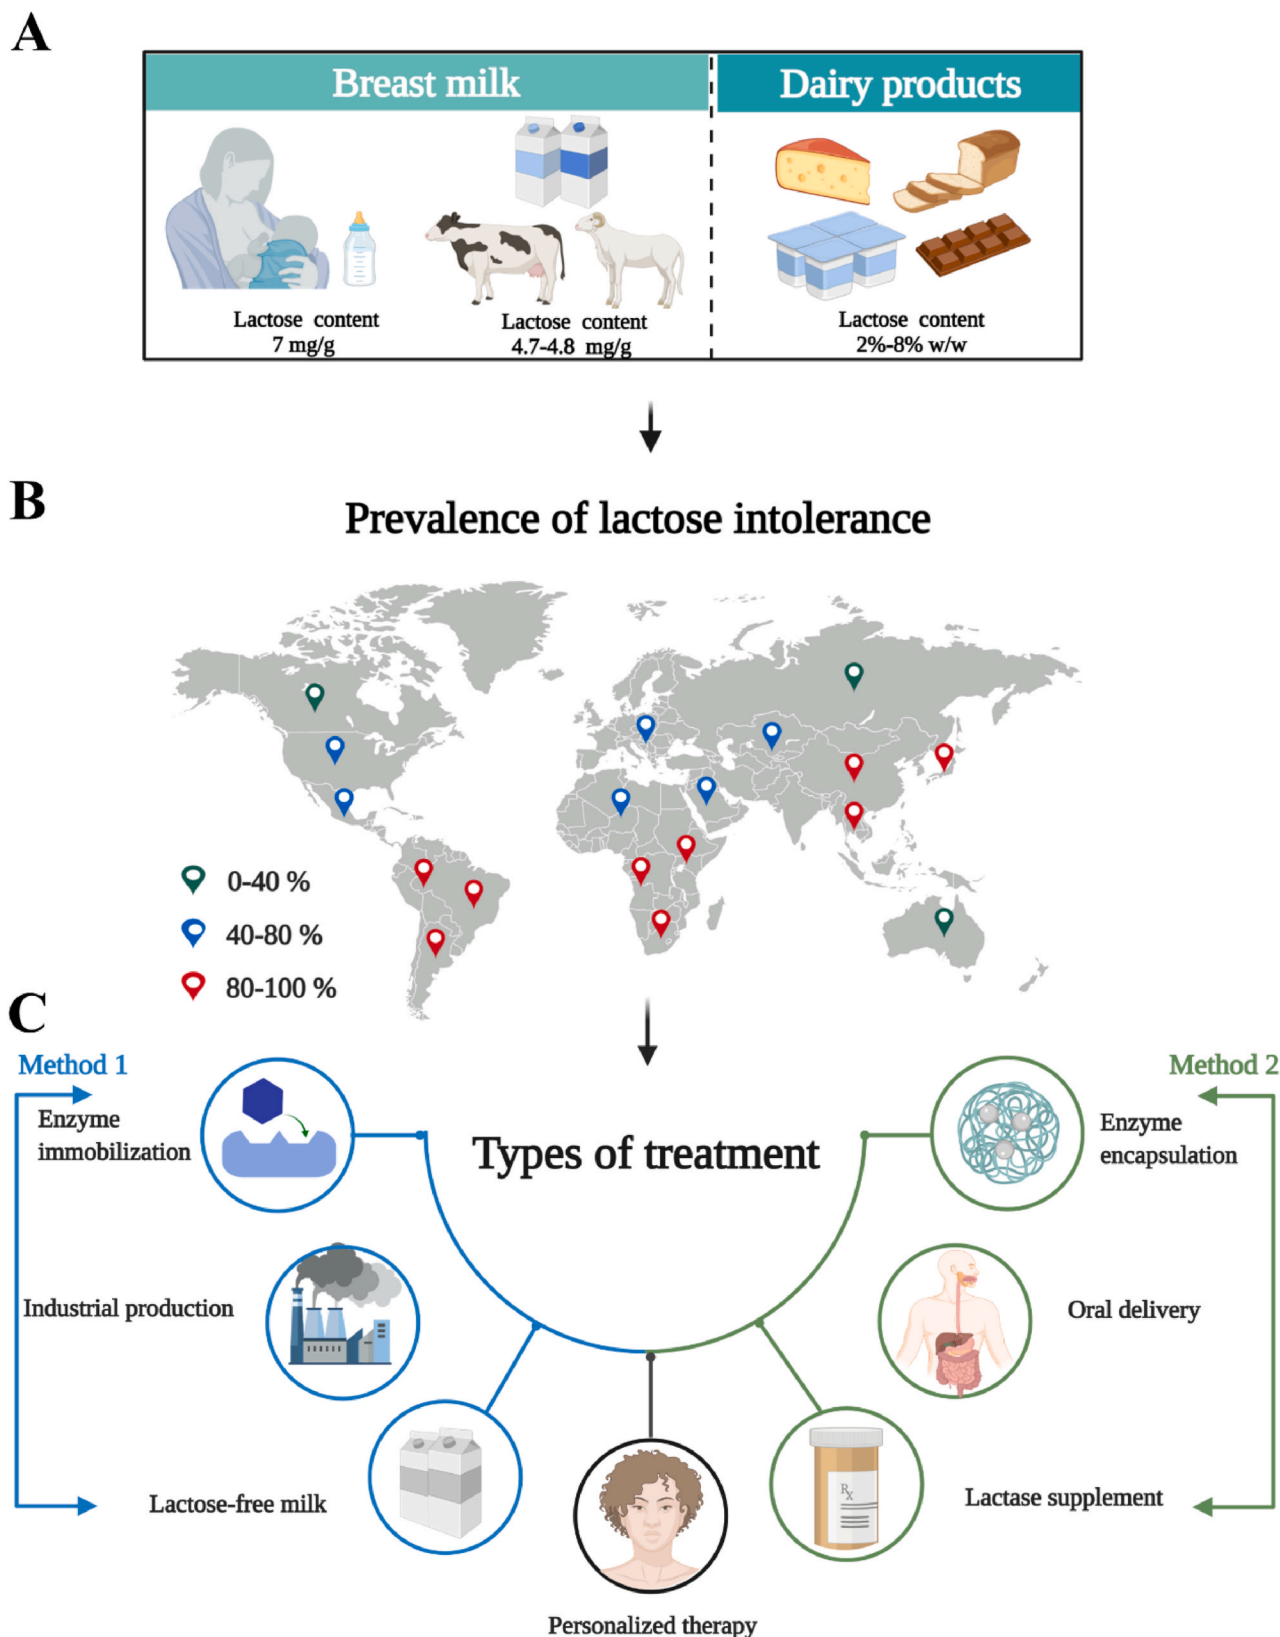 A
Breast milk
Dairy products
Lactose content
7 mg/g
Lactose content
4.7-4.8 mg/g
Lactose content
2%-8% w/w
B
Prevalence of lactose intolerance
0-40 %
40-80 %
80-100 %
C
Method 1
Method 2
Enzyme
immobilization
Types of treatment
Enzyme
encapsulation
Industrial production
Oral delivery
Lactose-free milk
Rx
Lactase supplement
Personalized therapy